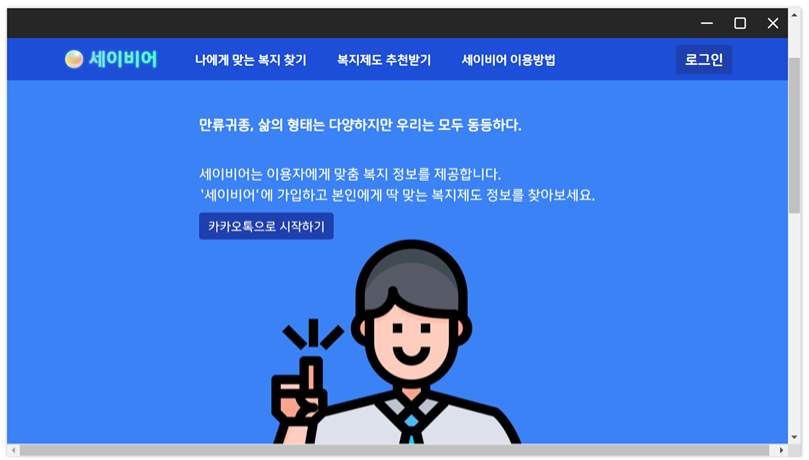 세이비어
나에게 맞는 복지 찾기
복지제도 추천받기
세이비어 이용방법
로그인
만류귀종, 삶의 형태는 다양하지만 우리는 모두 동등하다.
세이비어는 이용자에게 맞춤 복지 정보를 제공합니다.
'세이비어'에 가입하고 본인에게 딱 맞는 복지제도 정보를 찾아보세요.
카카오톡으로 시작하기